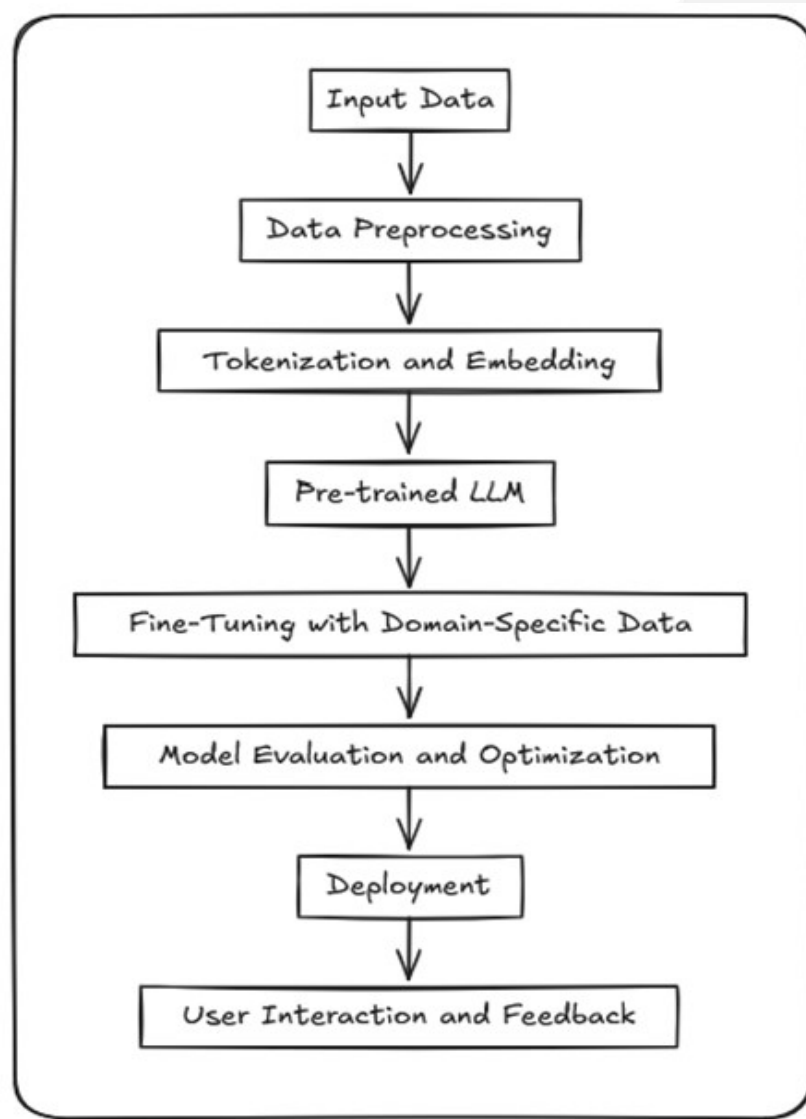 Input Data
Data Preprocessing
Tokenization and Embedding
Pre-trained LLM
Fine-Tuning with Domain-Specific Data
Model Evaluation and Optimization
Deployment
User Interaction and Feedback